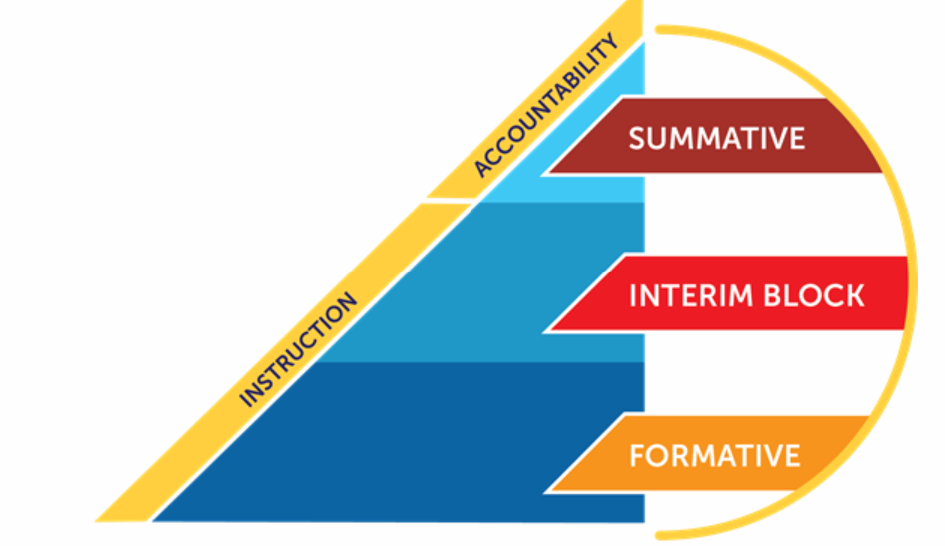 ACCOUNTABILITY
SUMMATIVE
INTERIM BLOCK
INSTRUCTION
FORMATIVE